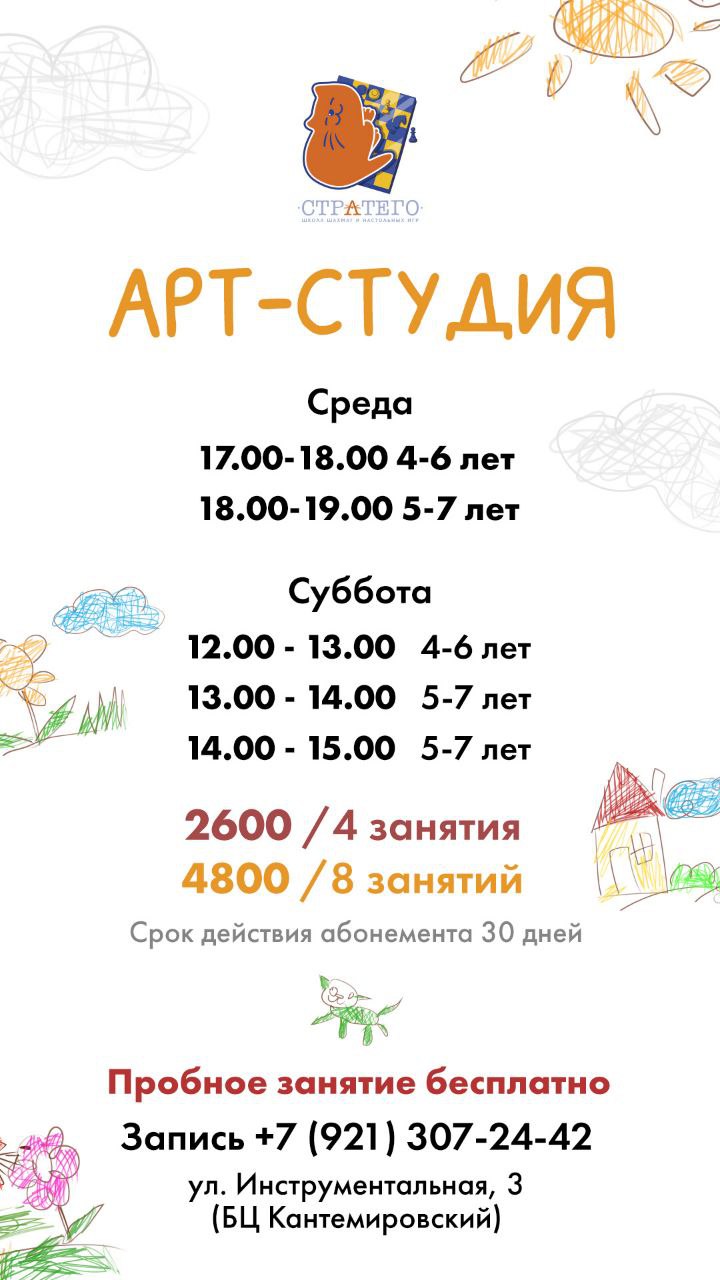 СТРАТЕГО
ШКОЛА ШАХМАТ И НАСТОЛЬНЫХ ИГР
АРТ-СТУДИЯ
Среда
17.00-18.00 4-6 лет
18.00-19.00 5-7 лет
Суббота
12.00 - 13.00 4-6 лет
13.00 - 14.00 5-7 лет
14.00 - 15.00 5-7 лет
2600 /4 занятия
4800 /8 занятий
Срок действия абонемента 30 дней
Пробное занятие бесплатно
Запись +7 (921) 307-24-42
ул. Инструментальная, 3
(БЦ Кантемировский)